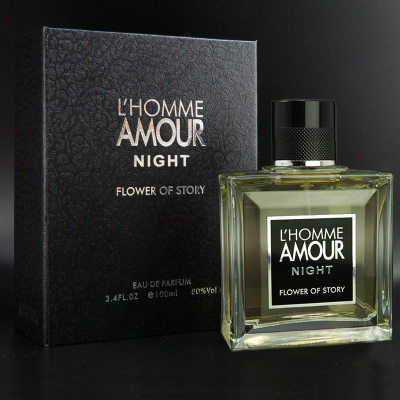 L'HOMME
AMOUR
NIGHT
FLOWER OF STORY
EAU DE PARFUM
3.4FL.OZ ℮100ml 80%Vol
L'HOMME
AMOUR
NIGHT
FLOWER OF STORY